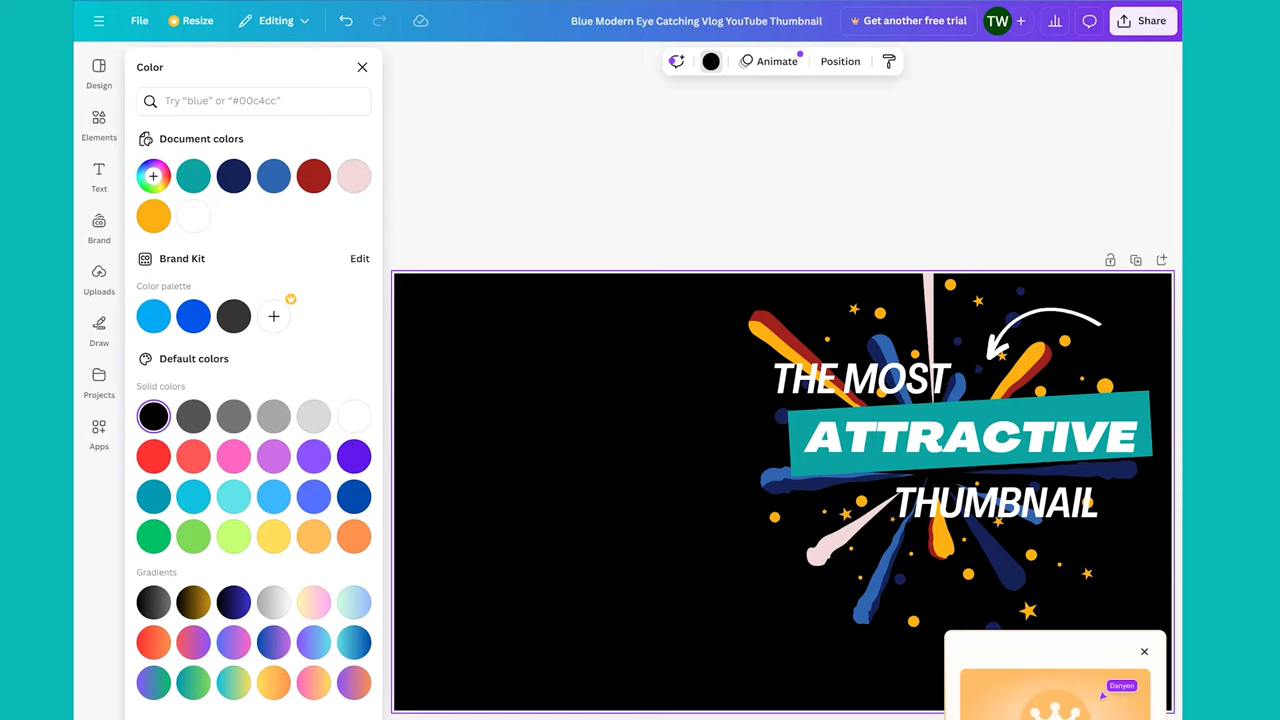 File
Resize
Editing
Blue Modern Eye Catching Vlog YouTube Thumbnail
Get another free trial
TW
Share
Design
Elements
Text
Brand
CO
Uploads
Draw
Projects
Apps
Color
Try “blue” or “#00c4cc”
Document colors
CO
Brand Kit
Edit
Color palette
Default colors
Solid colors
Gradients
Animate
Position
THE MOST
ATTRACTIVE
THUMBNAIL
Danyen